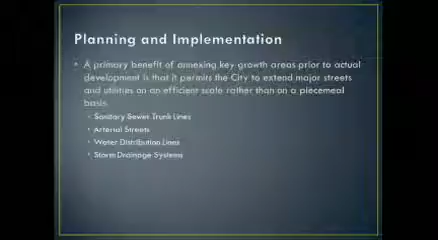 Planning and Implementation
• A primary benefit of annexing key growth areas prior to actual
development is that it permits the City to extend major streets
and utilities on an efficient scale rather than on a piecemeal
basis.
• Sanitary Sewer Trunk Lines
• Arterial Streets
• Water Distribution Lines
• Storm Drainage Systems